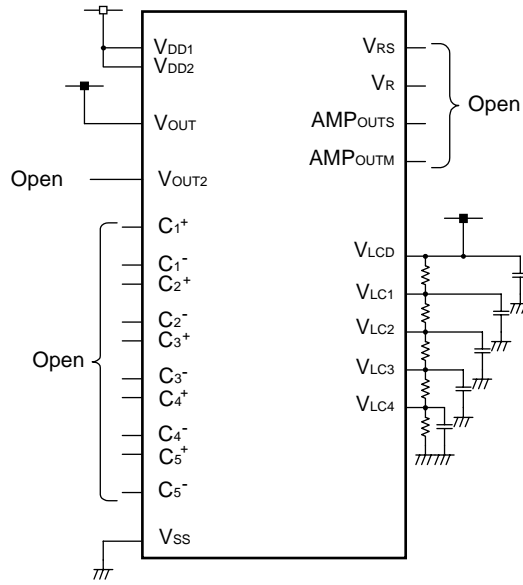 VDD1
VDD2
VOUT
Open
VOUT2
C1+
C1-
C2+
C2-
C3+
Open
C3-
C4+
C4-
C5+
C5-
VSS
VRS
VR
Open
AMPOUTS
AMPOUTM
VLCD
VLC1
VLC2
VLC3
VLC4